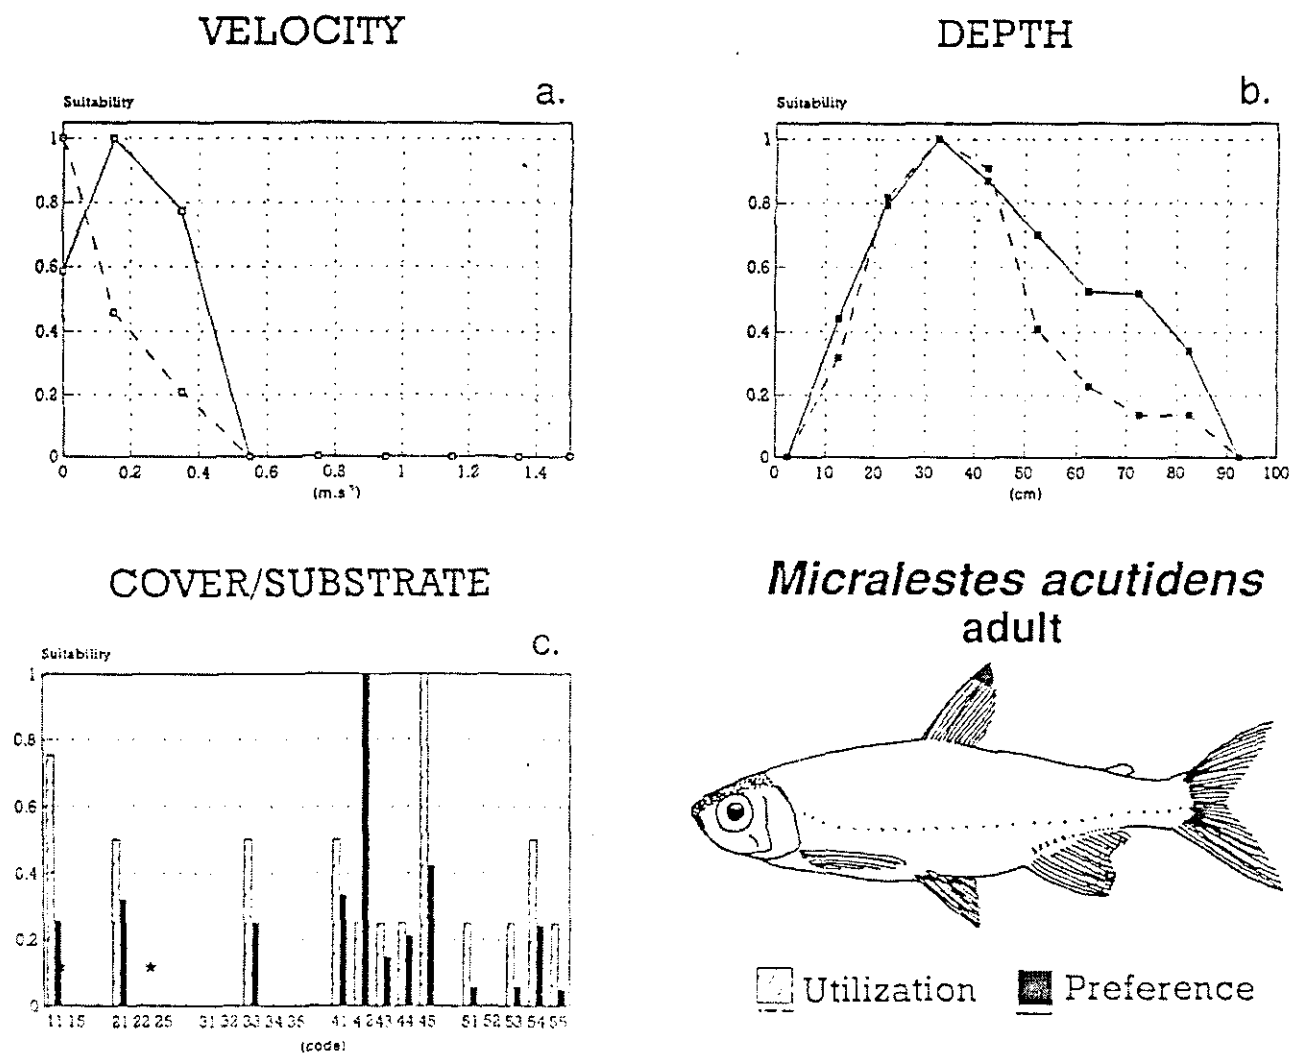 VELOCITY
a.
Suitability
1
0.8
0.6
0.4
0.2
0
0 0.2 0.4 0.6 0.8 1 1.2 1.4
(m.s⁻¹)
DEPTH
b.
Suitability
1
0.8
0.6
0.4
0.2
0
0 10 20 30 40 50 60 70 80 90 100
(cm)
COVER/SUBSTRATE
c.
Suitability
1
0.8
0.6
0.4
0.2
0
11 15 21 22 25 31 32 33 34 35 41 42 43 44 45 51 52 53 54 55
(code)
Micralestes acutidens
adult
Utilization
Preference